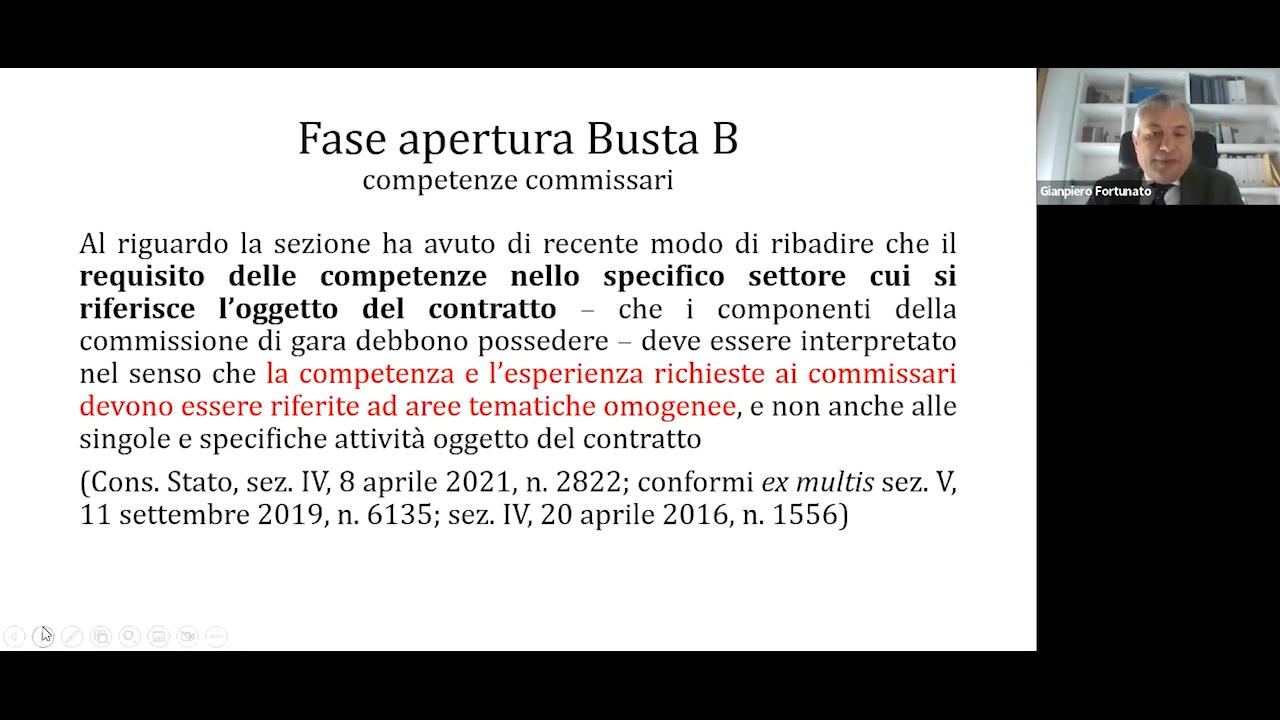 Fase apertura Busta B
competenze commissari
Al riguardo la sezione ha avuto di recente modo di ribadire che il
requisito delle competenze nello specifico settore cui si
riferisce l’oggetto del contratto – che i componenti della
commissione di gara debbono possedere – deve essere interpretato
nel senso che la competenza e l’esperienza richieste ai commissari
devono essere riferite ad aree tematiche omogenee, e non anche alle
singole e specifiche attività oggetto del contratto
(Cons. Stato, sez. IV, 8 aprile 2021, n. 2822; conformi ex multis sez. V,
11 settembre 2019, n. 6135; sez. IV, 20 aprile 2016, n. 1556)
Gianpiero Fortunato